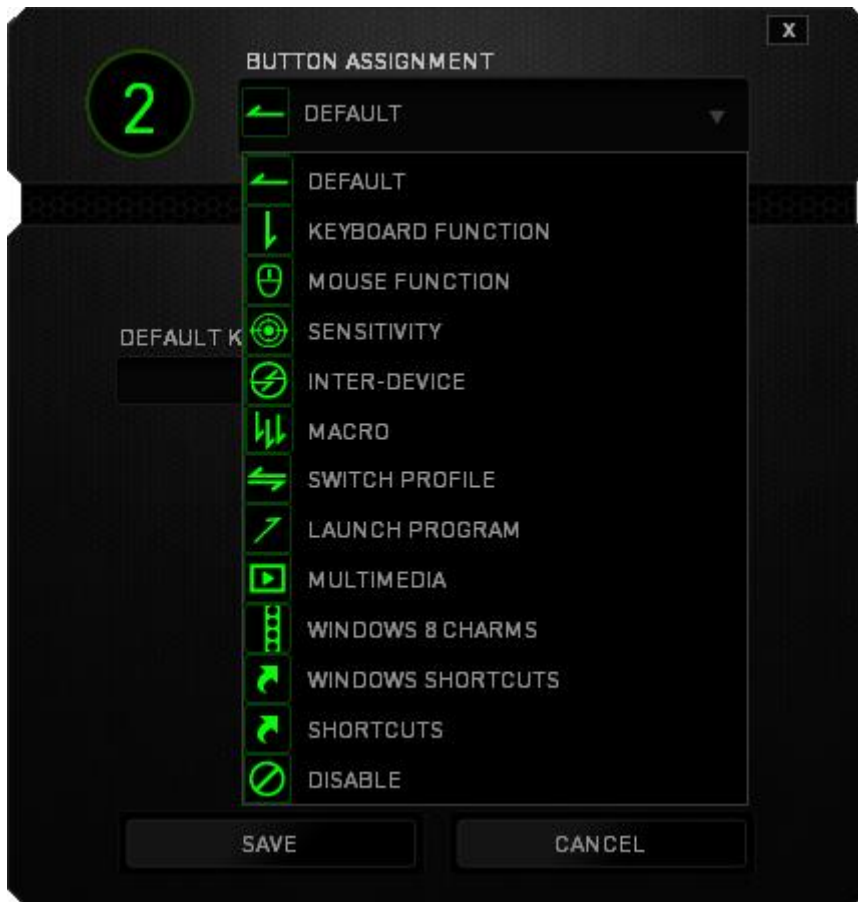 X
BUTTON ASSIGNMENT
2
DEFAULT
DEFAULT
KEYBOARD FUNCTION
MOUSE FUNCTION
DEFAULT K
SENSITIVITY
INTER-DEVICE
MACRO
SWITCH PROFILE
LAUNCH PROGRAM
MULTIMEDIA
WINDOWS 8 CHARMS
WINDOWS SHORTCUTS
SHORTCUTS
DISABLE
SAVE
CANCEL